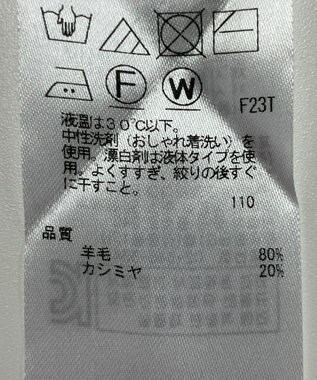 F W
F23T
液温は30℃以下。
中性洗剤（おしゃれ着洗い）を
使用。漂白剤は液体タイプを使
用。よくすすぎ、絞りの後すぐ
に干すこと。
110
品質
羊毛 80%
カシミヤ 20%